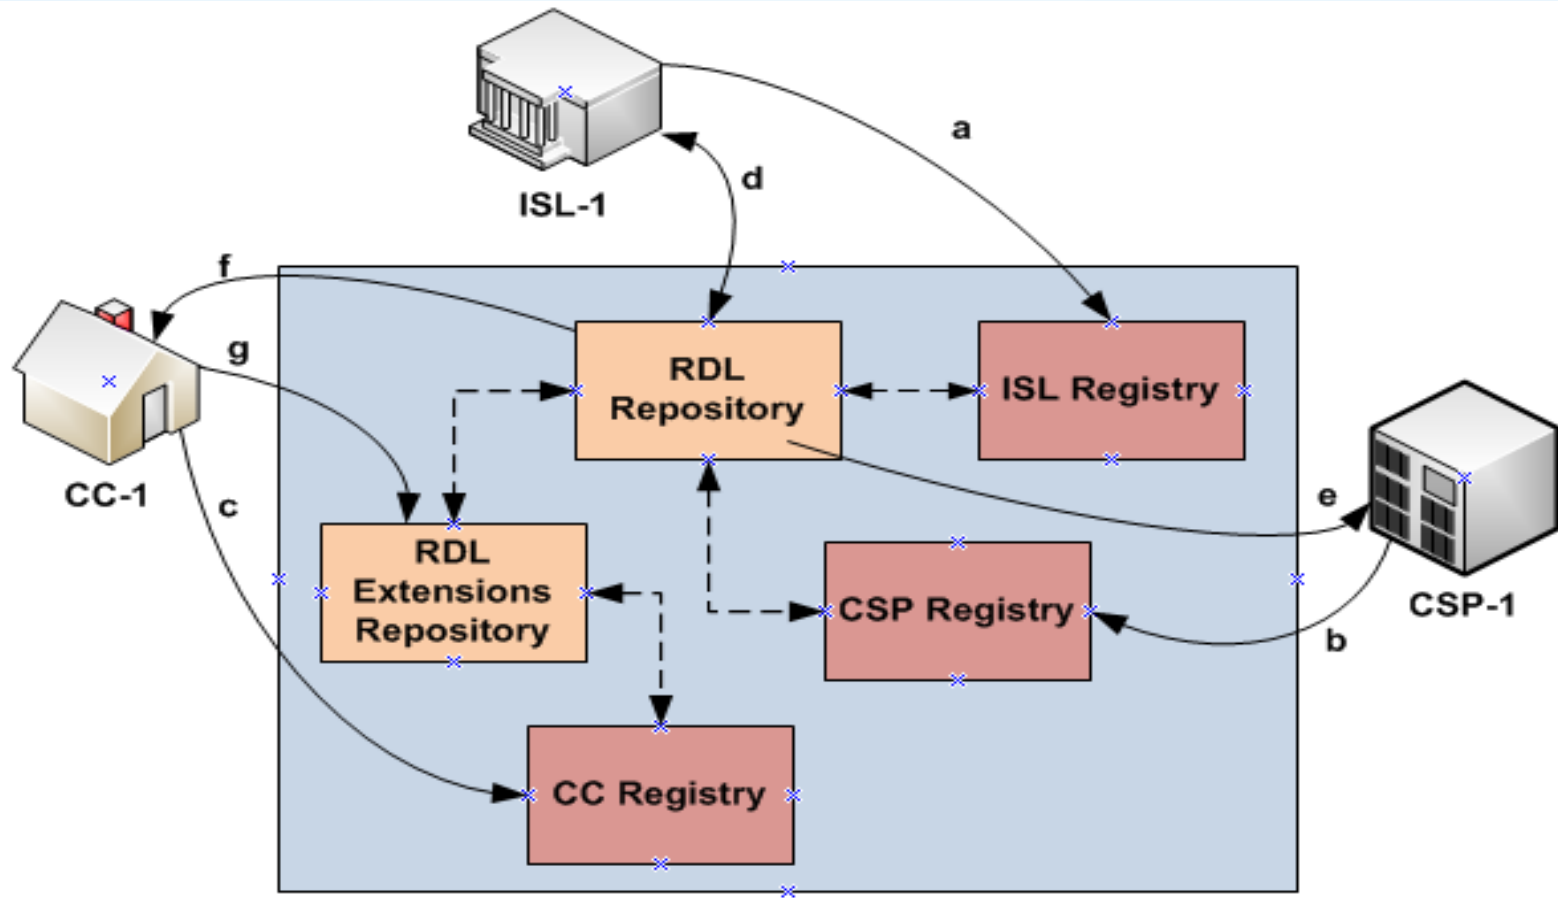 a
d
ISL-1
f
g
RDL
Repository
ISL Registry
CC-1
c
e
RDL
Extensions
Repository
CSP Registry
CSP-1
b
CC Registry